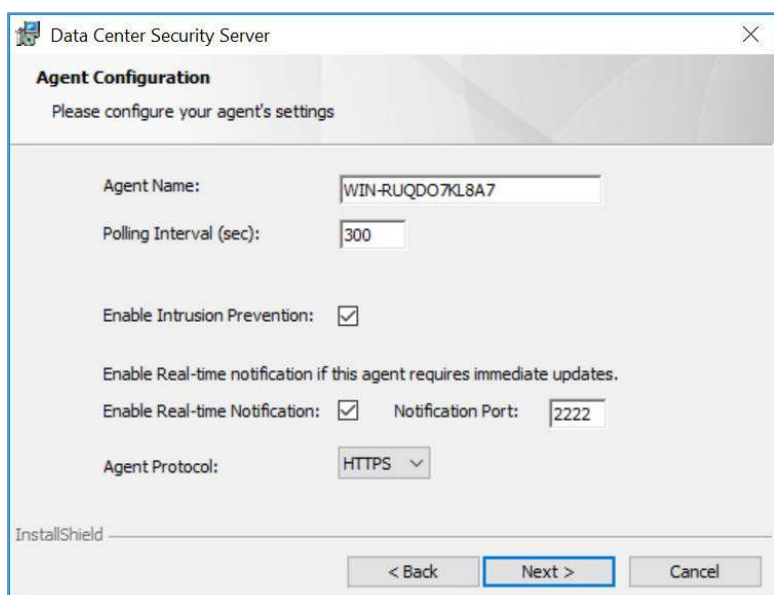 Data Center Security Server
Agent Configuration
Please configure your agent's settings
Agent Name: WIN-RUQDO7KL8A7
Polling Interval (sec): 300
Enable Intrusion Prevention:
Enable Real-time notification if this agent requires immediate updates.
Enable Real-time Notification: Notification Port: 2222
Agent Protocol: HTTPS
InstallShield
< Back Next > Cancel